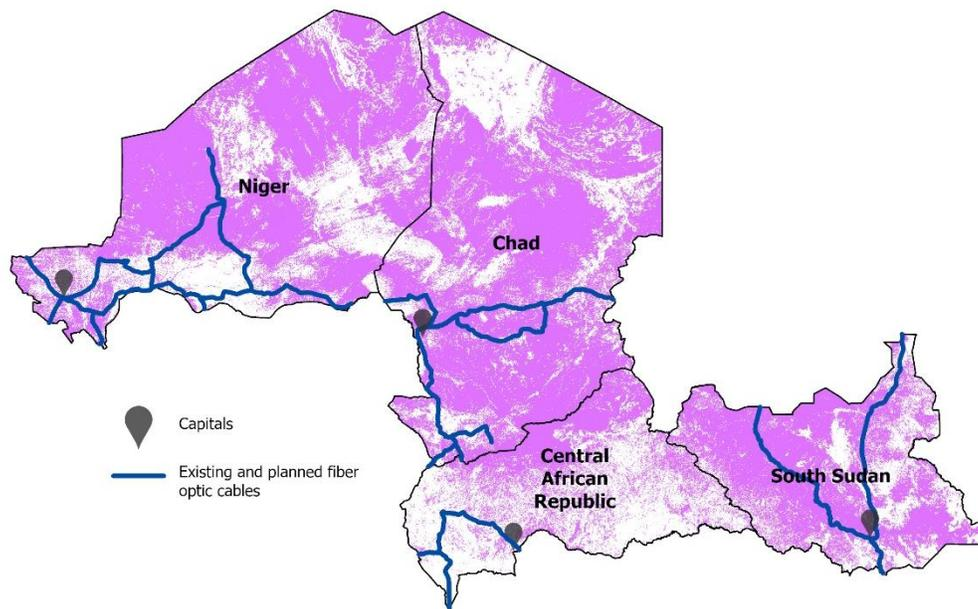 Niger
Chad
Central
African
Republic
South Sudan
Capitals
Existing and planned fiber
optic cables